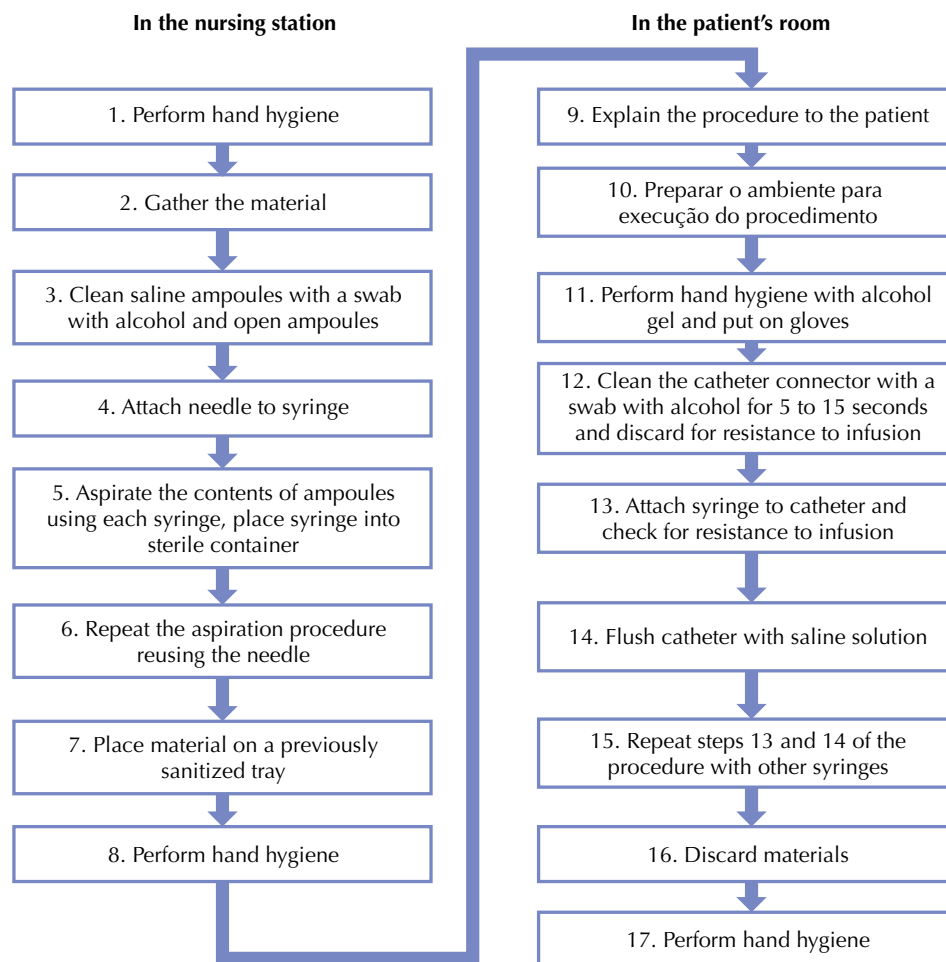 In the nursing station
1. Perform hand hygiene
2. Gather the material
3. Clean saline ampoules with a swab
with alcohol and open ampoules
4. Attach needle to syringe
5. Aspirate the contents of ampoules
using each syringe, place syringe into
sterile container
6. Repeat the aspiration procedure
reusing the needle
7. Place material on a previously
sanitized tray
8. Perform hand hygiene
In the patient’s room
9. Explain the procedure to the patient
10. Preparar o ambiente para
execução do procedimento
11. Perform hand hygiene with alcohol
gel and put on gloves
12. Clean the catheter connector with a
swab with alcohol for 5 to 15 seconds
and discard for resistance to infusion
13. Attach syringe to catheter and
check for resistance to infusion
14. Flush catheter with saline solution
15. Repeat steps 13 and 14 of the
procedure with other syringes
16. Discard materials
17. Perform hand hygiene